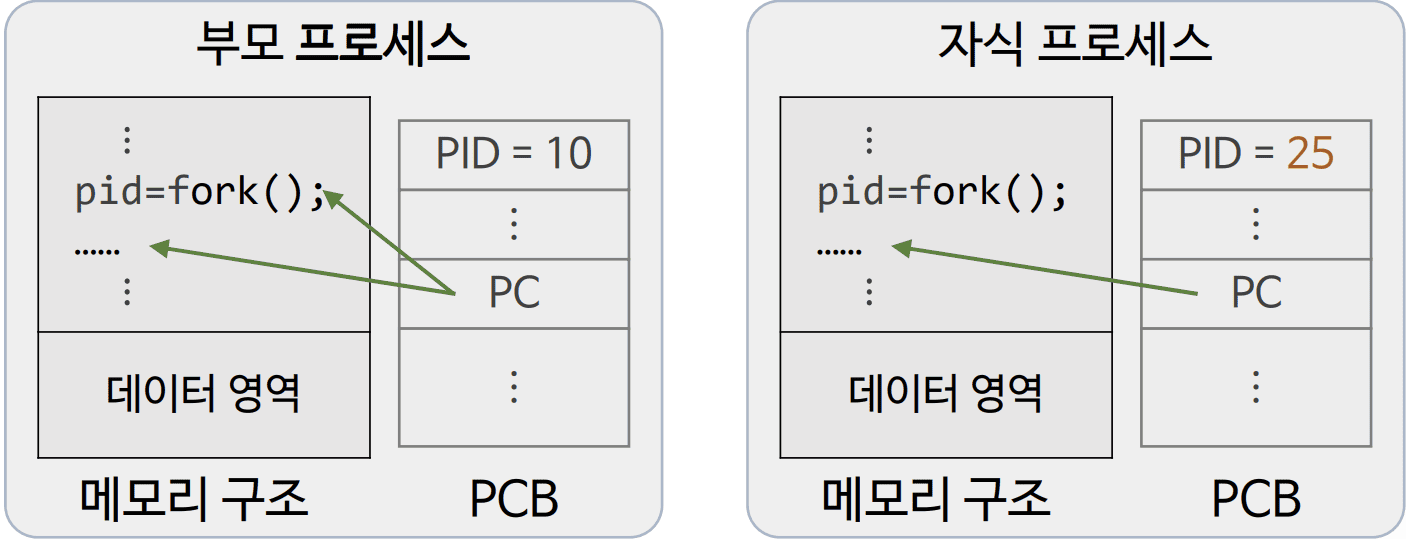 부모 프로세스
⋮
pid=fork();
......
⋮
데이터 영역
메모리 구조
PID = 10
⋮
PC
⋮
PCB
자식 프로세스
⋮
pid=fork();
......
⋮
데이터 영역
메모리 구조
PID = 25
⋮
PC
⋮
PCB